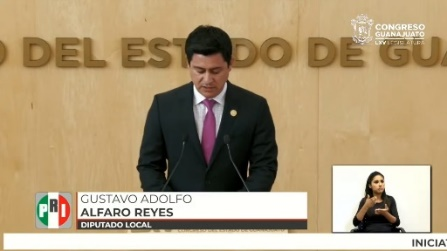 CONGRESO
GUANAJUATO
LXV LEGISLATURA
O DEL ESTADO DE GUA
PRI
GUSTAVO ADOLFO
ALFARO REYES
DIPUTADO LOCAL
INICIA